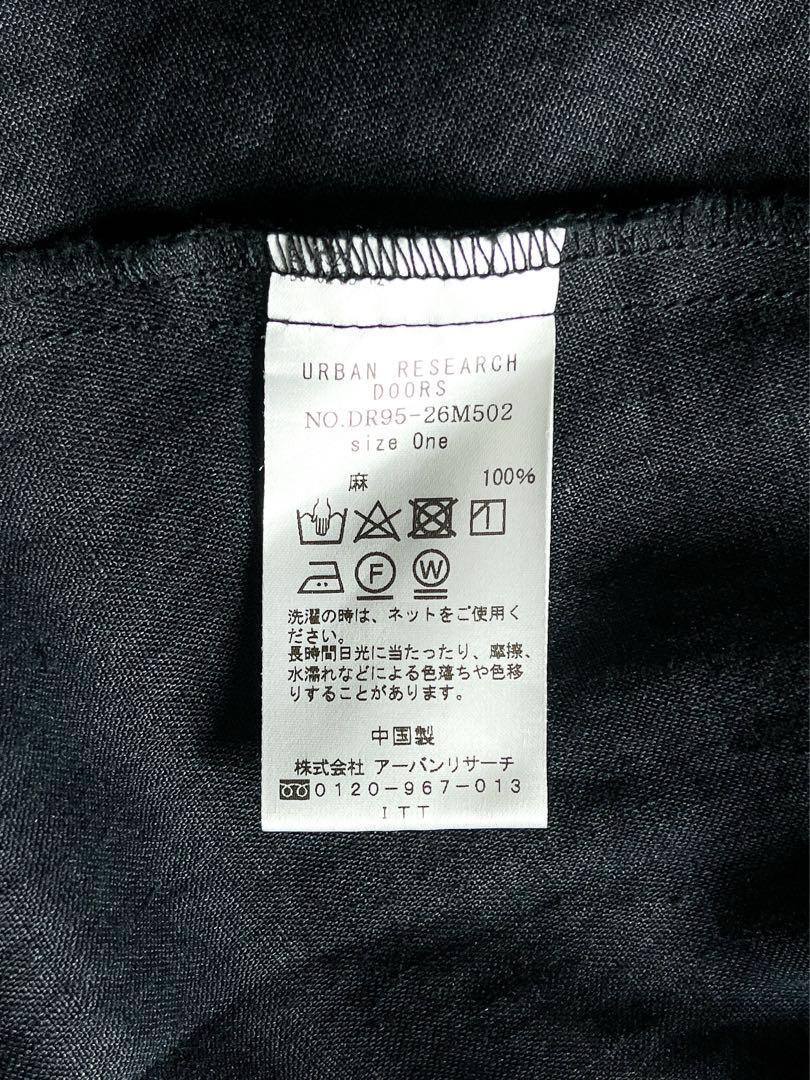 URBAN RESEARCH
DOORS
NO.DR95-26M502
size One
麻 100%
F W
洗濯の時は、ネットをご使用く
ださい。
長時間日光に当たったり、摩擦、
水濡れなどによる色落ちや色移
りすることがあります。
中国製
株式会社 アーバンリサーチ
0120-967-013
ITT